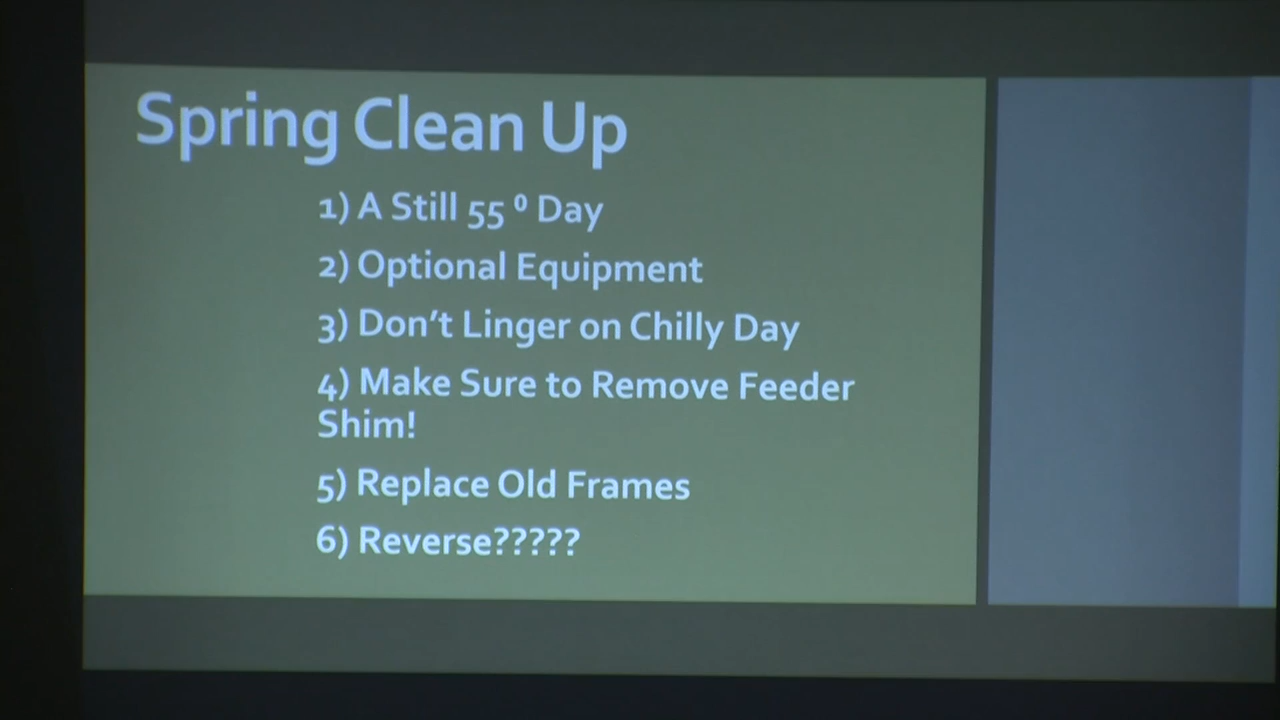 Spring Clean Up
1) A Still 55 º Day
2) Optional Equipment
3) Don’t Linger on Chilly Day
4) Make Sure to Remove Feeder
Shim!
5) Replace Old Frames
6) Reverse?????